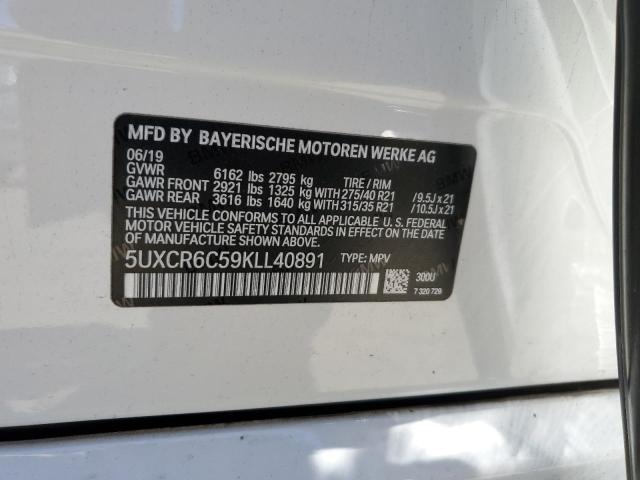 MFD BY BAYERISCHE MOTOREN WERKE AG
06/19
GVWR 6162 lbs 2795 kg TIRE / RIM
GAWR FRONT 2921 lbs 1325 kg WITH 275/40 R21 /9.5J x 21
GAWR REAR 3616 lbs 1640 kg WITH 315/35 R21 /10.5J x 21
THIS VEHICLE CONFORMS TO ALL APPLICABLE U. S. FEDERAL
MOTOR VEHICLE SAFETY STANDARDS IN EFFECT ON THE DATE
OF MANUFACTURE SHOWN ABOVE.
5UXCR6C59KLL40891 TYPE: MPV
300U
7 320 729